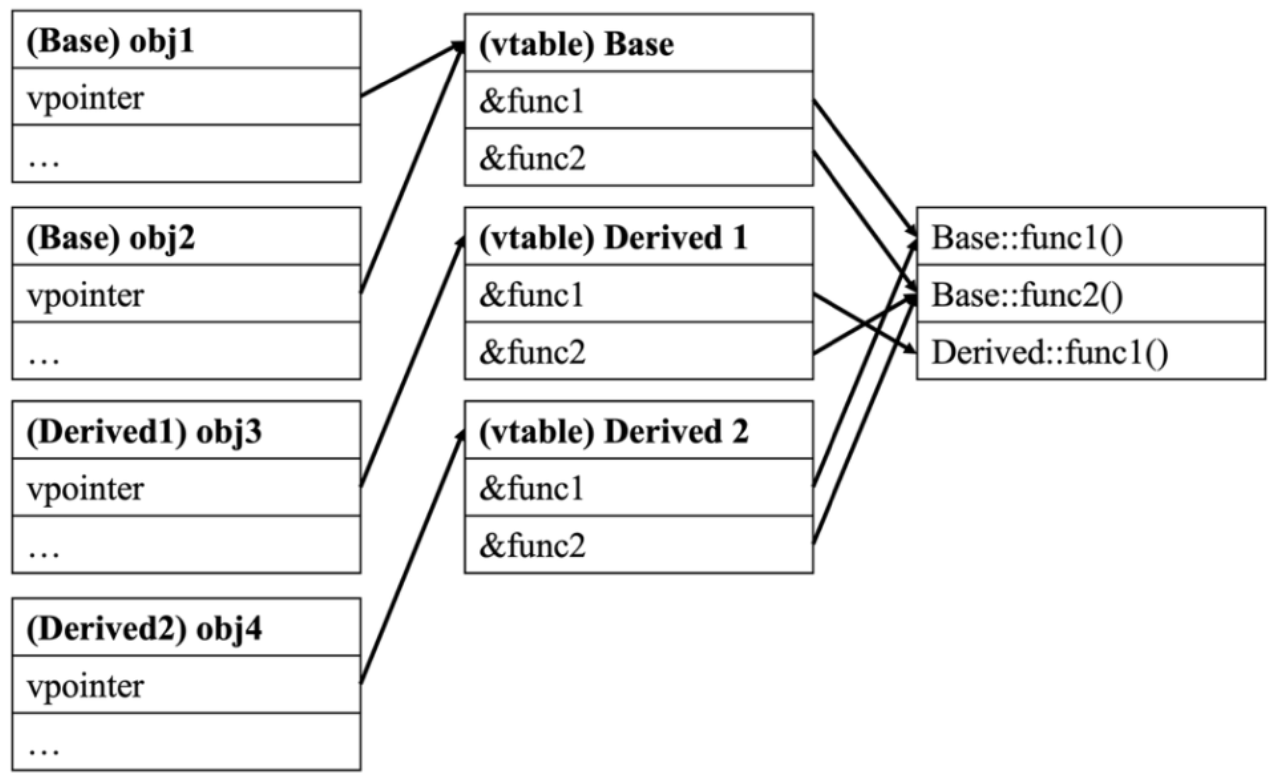 (Base) obj1
vpointer
…
(Base) obj2
vpointer
…
(Derived1) obj3
vpointer
…
(Derived2) obj4
vpointer
…
(vtable) Base
&func1
&func2
(vtable) Derived 1
&func1
&func2
(vtable) Derived 2
&func1
&func2
Base::func1()
Base::func2()
Derived::func1()